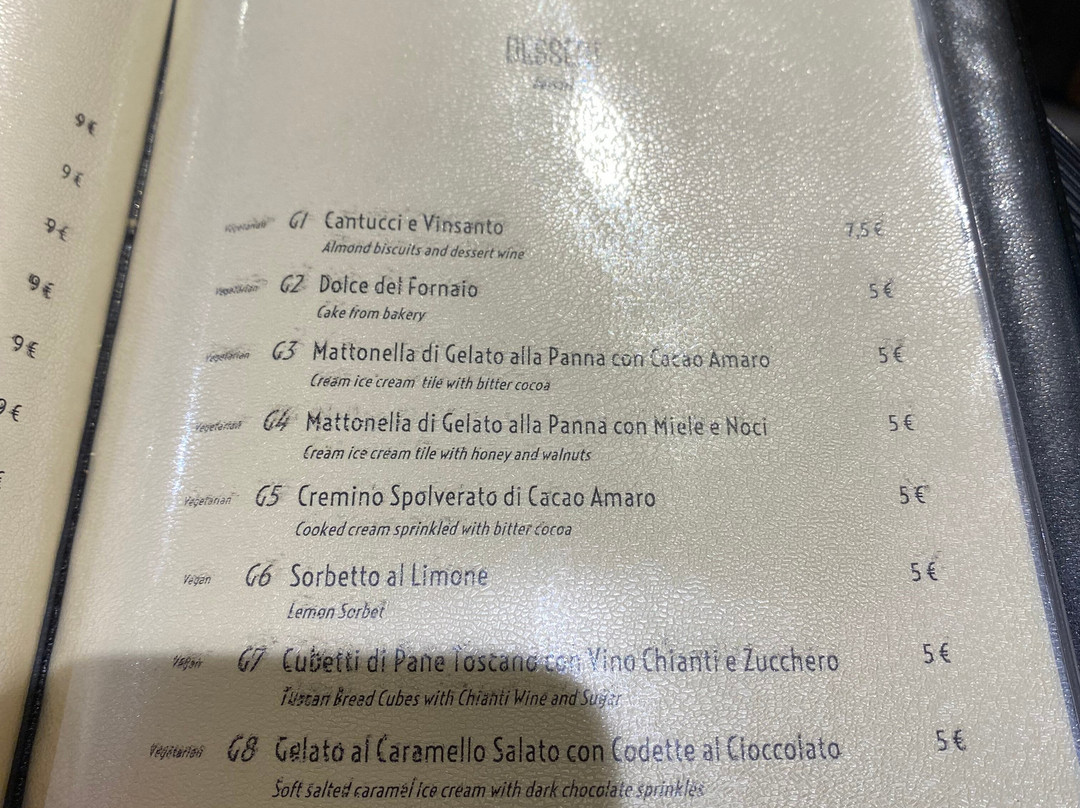 9€
9€
9€
9€
9€
9€
DESSERT
Vegetarian G1 Cantucci e Vinsanto 7,5 €
Almond biscuits and dessert wine
Vegetarian G2 Dolce del Fornaio 5 €
Cake from bakery
Vegetarian G3 Mattonella di Gelato alla Panna con Cacao Amaro 5 €
Cream ice cream tile with bitter cocoa
Vegetarian G4 Mattonella di Gelato alla Panna con Miele e Noci 5 €
Cream ice cream tile with honey and walnuts
Vegetarian G5 Cremino Spolverato di Cacao Amaro 5 €
Cooked cream sprinkled with bitter cocoa
Vegan G6 Sorbetto al Limone 5 €
Lemon Sorbet
Vegan G7 Cubetti di Pane Toscano con Vino Chianti e Zucchero 5 €
Tuscan Bread Cubes with Chianti Wine and Sugar
Vegetarian G8 Gelato al Caramello Salato con Codette al Cioccolato 5 €
Soft salted caramel ice cream with dark chocolate sprinkles